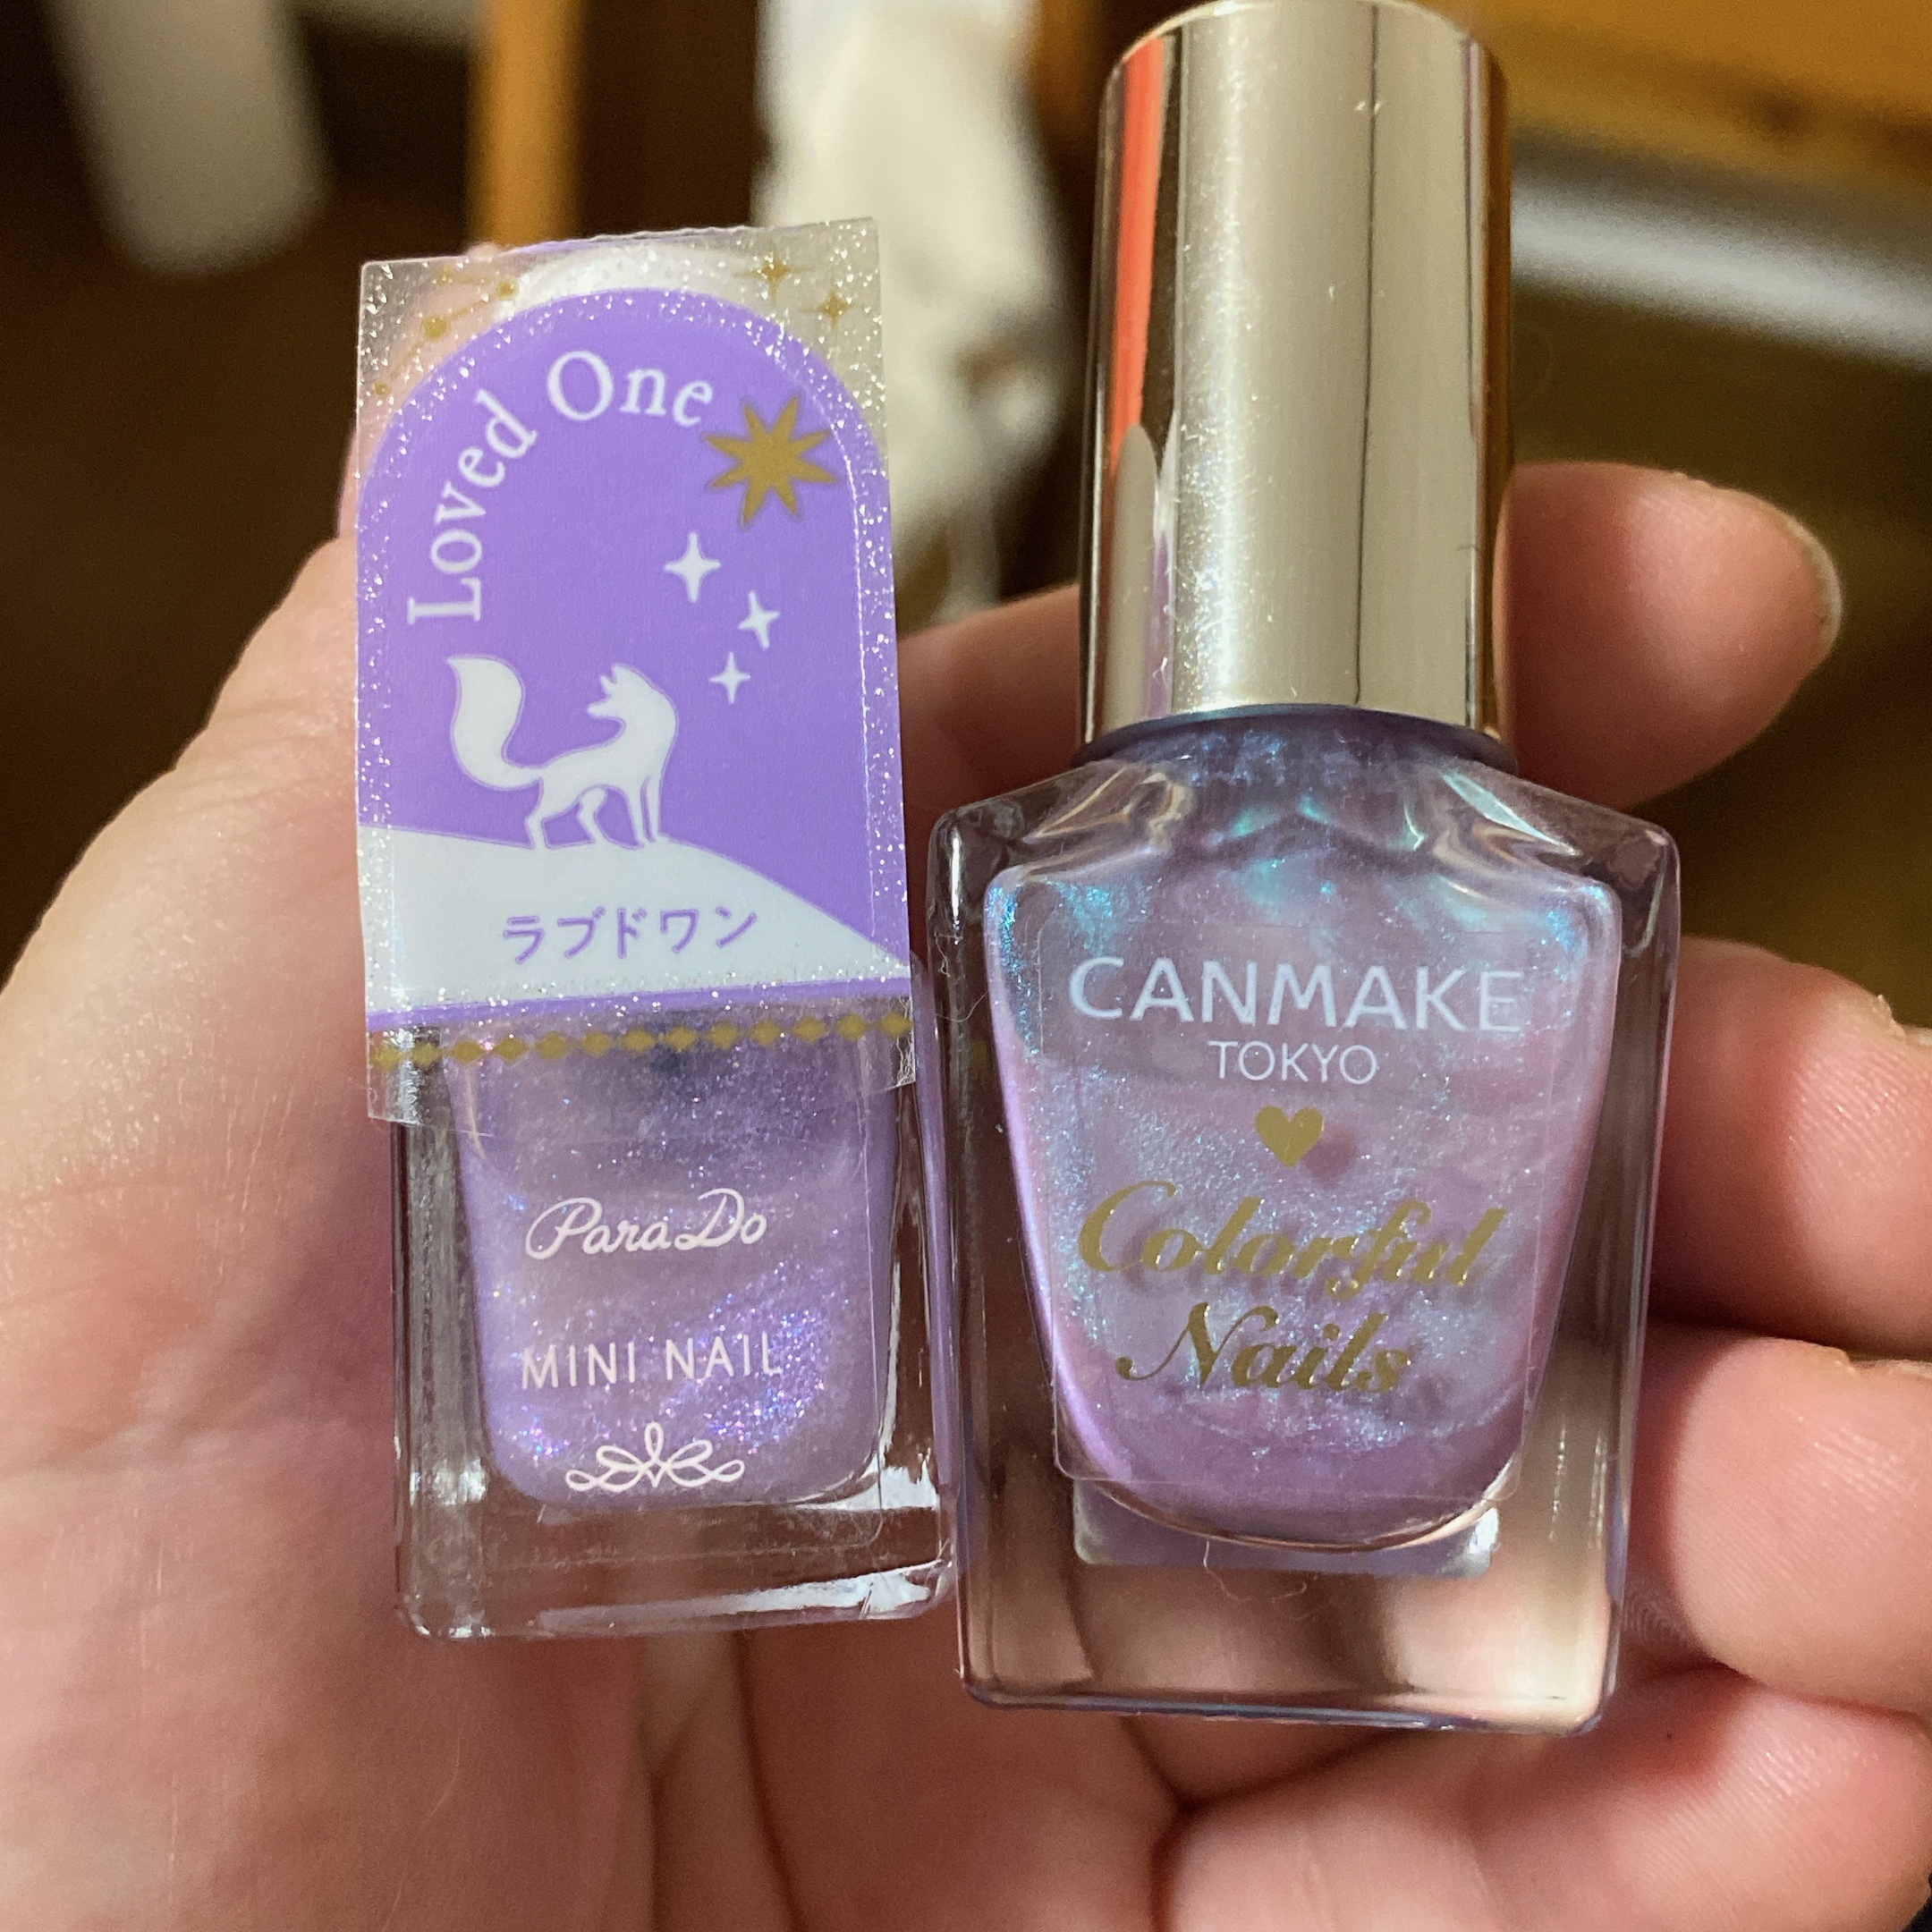 Loved One
ラブドワン
ParaDo
MINI NAIL
CANMAKE
TOKYO
Colorful
Nails